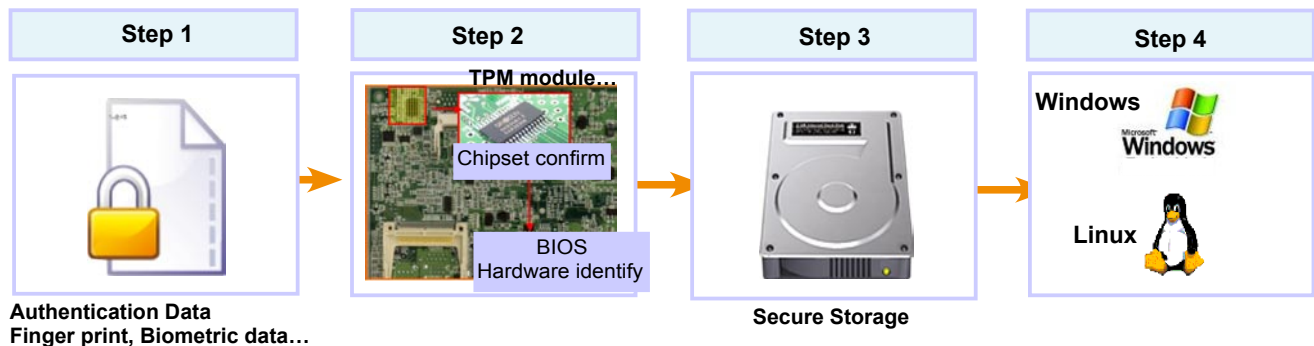 Step 1
Step 2
Step 3
Step 4
TPM module…
Chipset confirm
BIOS
Hardware identify
Windows
Microsoft
Windows
Linux
Authentication Data
Finger print, Biometric data…
Secure Storage